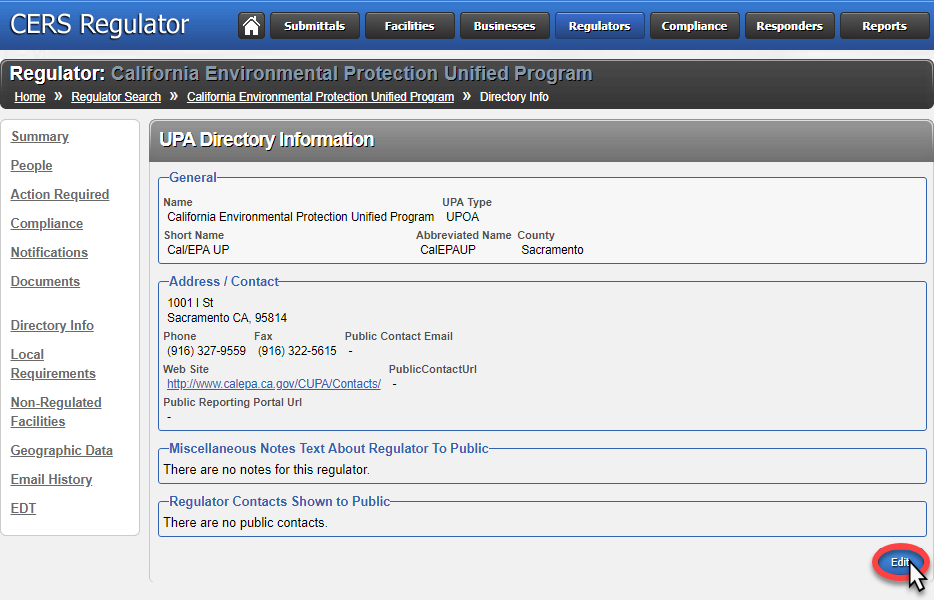 CERS Regulator
Submittals Facilities Businesses Regulators Compliance Responders Reports
Regulator: California Environmental Protection Unified Program
Home » Regulator Search » California Environmental Protection Unified Program » Directory Info
Summary
People
Action Required
Compliance
Notifications
Documents
Directory Info
Local
Requirements
Non-Regulated
Facilities
Geographic Data
Email History
EDT
UPA Directory Information
General
Name UPA Type
California Environmental Protection Unified Program UPOA
Short Name Abbreviated Name County
Cal/EPA UP CalEPAUP Sacramento
Address / Contact
1001 I St
Sacramento CA, 95814
Phone Fax Public Contact Email
(916) 327-9559 (916) 322-5615 -
Web Site PublicContactUrl
http://www.calepa.ca.gov/CUPA/Contacts/ -
Public Reporting Portal Url
-
Miscellaneous Notes Text About Regulator To Public
There are no notes for this regulator.
Regulator Contacts Shown to Public
There are no public contacts.
Edit